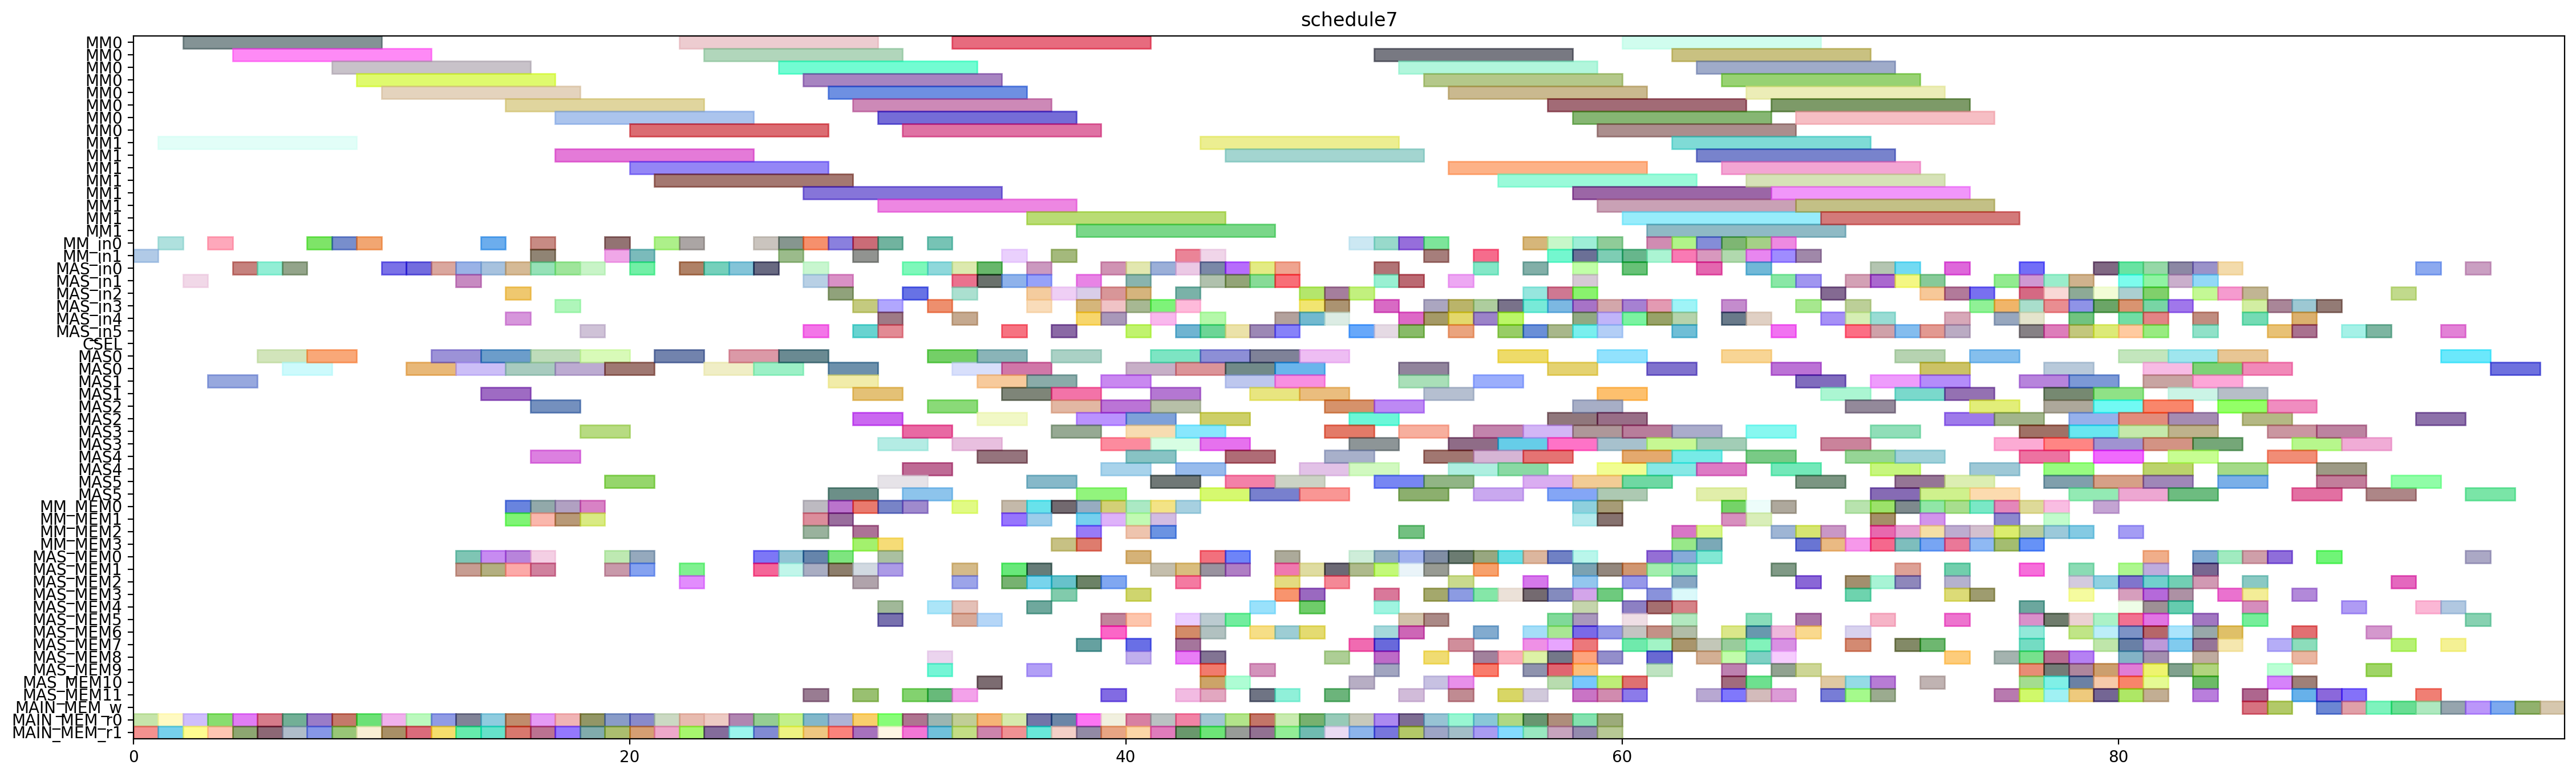 schedule7
MM0
MM0
MM0
MM0
MM0
MM0
MM0
MM0
MM1
MM1
MM1
MM1
MM1
MM1
MM1
MM1
MM_in0
MM_in1
MAS_in0
MAS_in1
MAS_in2
MAS_in3
MAS_in4
MAS_in5
CSEL
MAS0
MAS0
MAS1
MAS1
MAS2
MAS2
MAS3
MAS3
MAS4
MAS4
MAS5
MAS5
MM_MEM0
MM_MEM1
MM_MEM2
MM_MEM3
MAS_MEM0
MAS_MEM1
MAS_MEM2
MAS_MEM3
MAS_MEM4
MAS_MEM5
MAS_MEM6
MAS_MEM7
MAS_MEM8
MAS_MEM9
MAS_MEM10
MAS_MEM11
MAIN_MEM_w
MAIN_MEM_r0
MAIN_MEM_r1
0 20 40 60 80